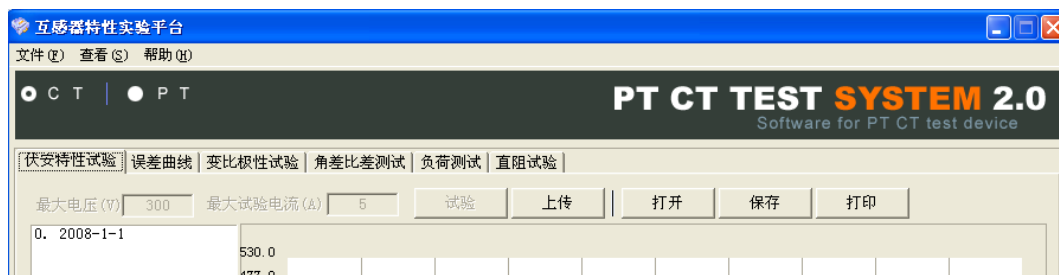 互感器特性实验平台
文件(F) 查看(S) 帮助(H)
CT | PT
PT CT TEST SYSTEM 2.0
Software for PT CT test device
伏安特性试验 误差曲线 变比极性试验 角差比差测试 负荷测试 直阻试验
最大电压(V) 300 最大试验电流(A) 5 试验 上传 打开 保存 打印
0. 2008-1-1
530.0
477.0